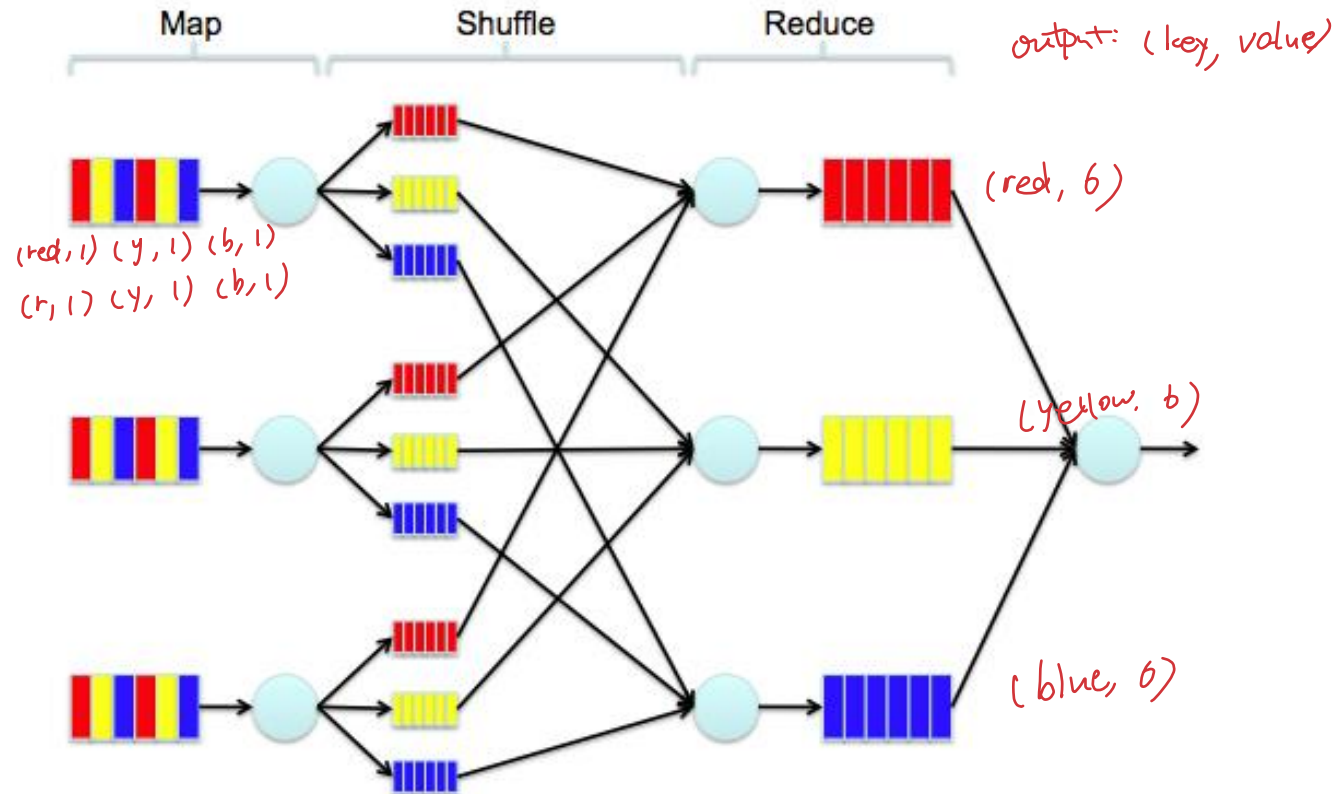 Map Shuffle Reduce
output: (key, value)
(red, 6)
(red, 1) (y, 1) (b, 1)
(r, 1) (y, 1) (b, 1)
(yellow, 6)
(blue, 6)